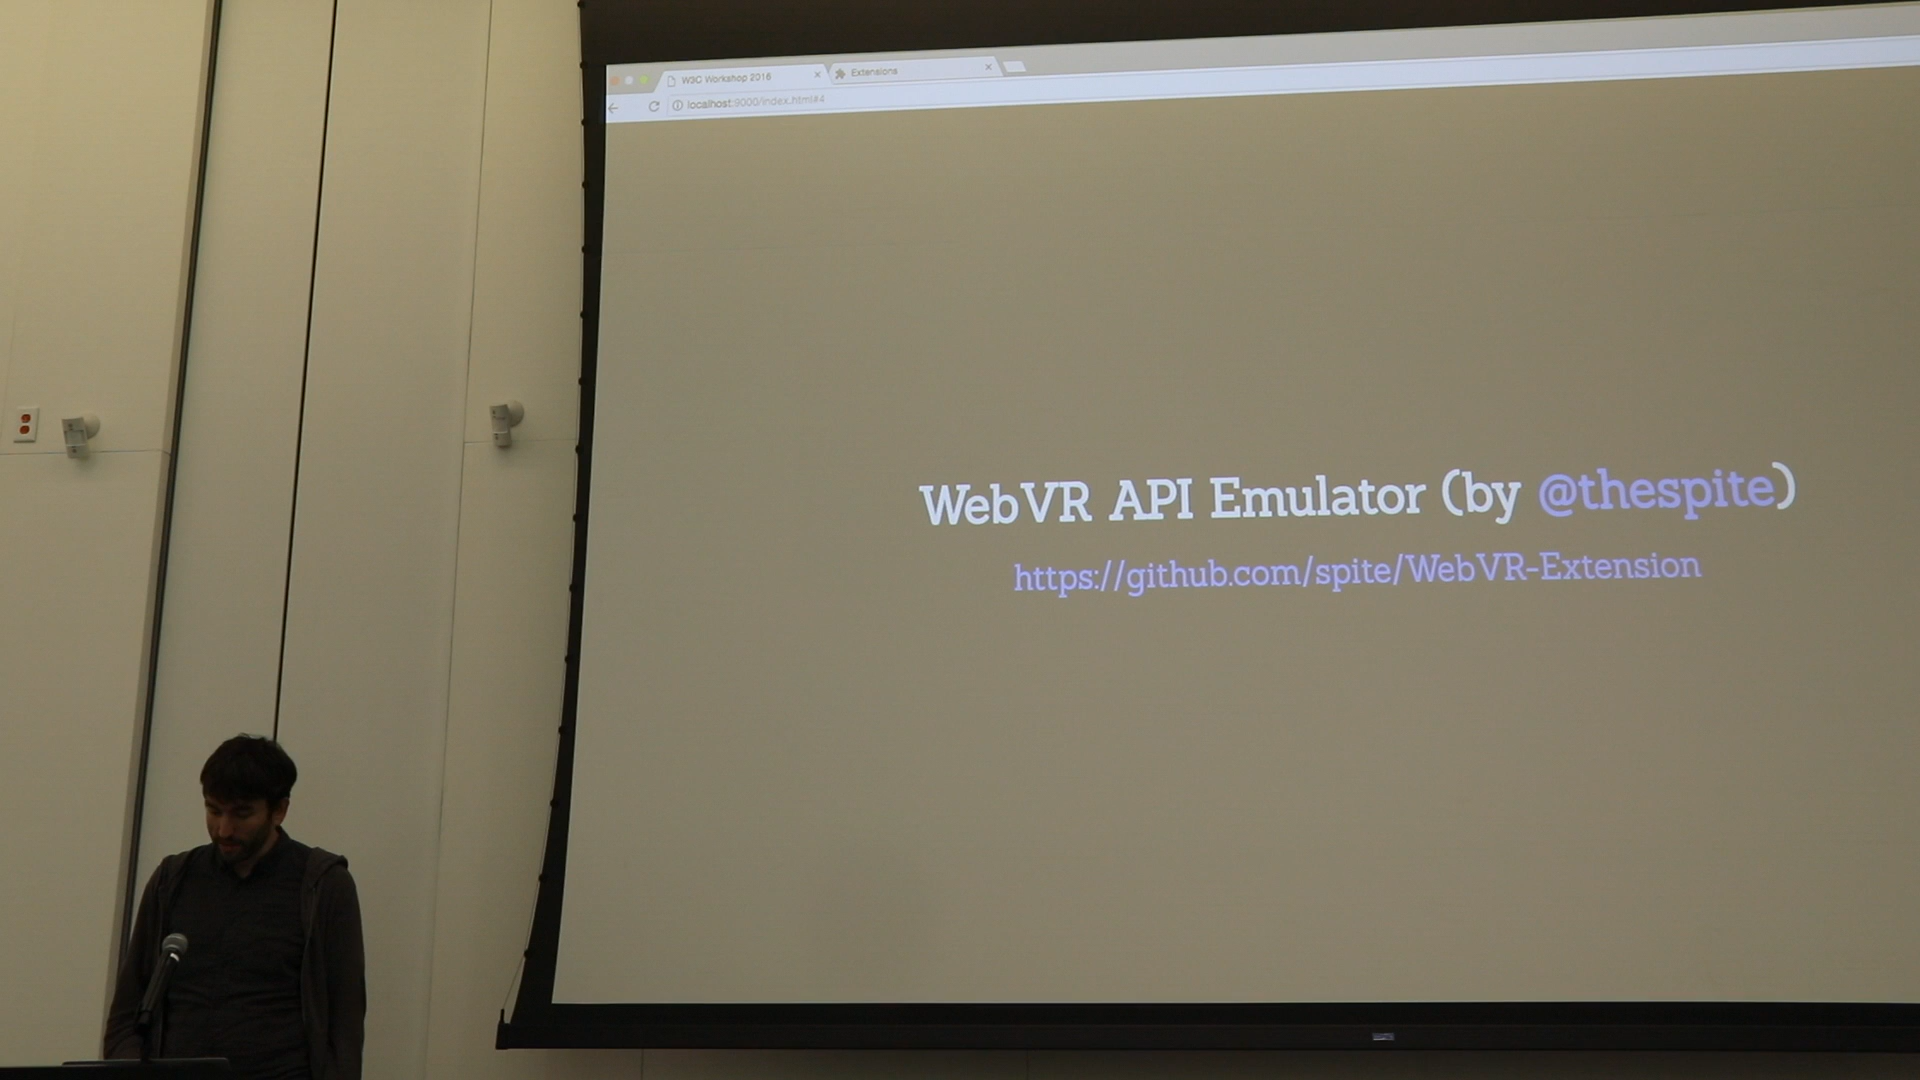 W3C Workshop 2016
Extensions
localhost:9000/index.html#4
WebVR API Emulator (by @thespite)
https://github.com/spite/WebVR-Extension